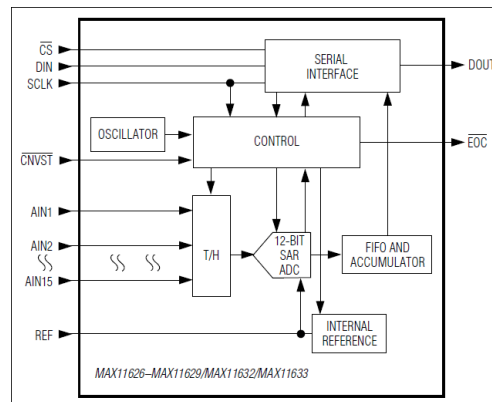 CS
DIN
SCLK
SERIAL
INTERFACE
DOUT
OSCILLATOR
CONTROL
EOC
CNVST
AIN1
AIN2
AIN15
T/H
12-BIT
SAR
ADC
FIFO AND
ACCUMULATOR
REF
INTERNAL
REFERENCE
MAX11626–MAX11629/MAX11632/MAX11633